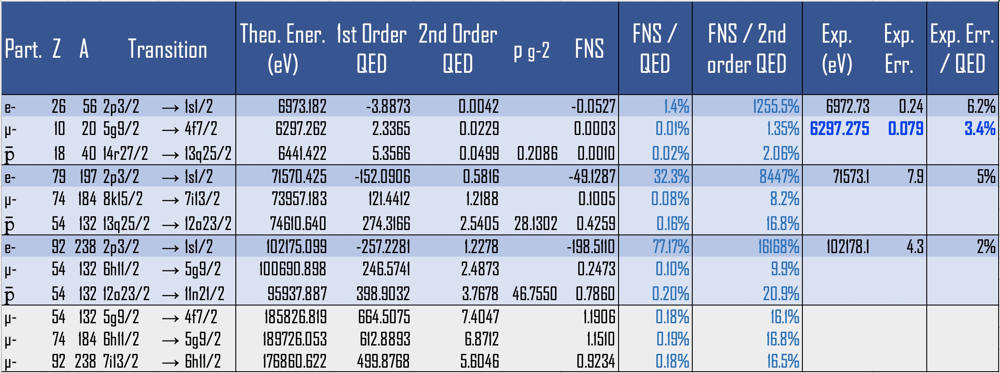 Part. Z A Transition Theo. Ener. (eV) 1st Order QED 2nd Order QED p g-2 FNS FNS / QED FNS / 2nd order QED Exp. (eV) Exp. Err. Exp. Err. / QED
e- 26 56 2p3/2 → 1s1/2 6973.182 -3.8873 0.0042 -0.0527 1.4% 1255.5% 6972.73 0.24 6.2%
μ- 10 20 5g9/2 → 4f7/2 6297.262 2.3365 0.0229 0.0003 0.01% 1.35% 6297.275 0.079 3.4%
p̅ 18 40 14r27/2 → 13q25/2 6441.422 5.3566 0.0499 0.2086 0.0010 0.02% 2.06%
e- 79 197 2p3/2 → 1s1/2 71570.425 -152.0906 0.5816 -49.1287 32.3% 8447% 71573.1 7.9 5%
μ- 74 184 8k15/2 → 7i13/2 73957.183 121.4412 1.2188 0.1005 0.08% 8.2%
p̅ 54 132 13q25/2 → 12o23/2 74610.640 274.3166 2.5405 28.1302 0.4259 0.16% 16.8%
e- 92 238 2p3/2 → 1s1/2 102175.099 -257.2281 1.2278 -198.5110 77.17% 16168% 102178.1 4.3 2%
μ- 54 132 6h11/2 → 5g9/2 100690.898 246.5741 2.4873 0.2473 0.10% 9.9%
p̅ 54 132 12o23/2 → 11n21/2 95937.887 398.9032 3.7678 46.7550 0.7860 0.20% 20.9%
μ- 54 132 5g9/2 → 4f7/2 185826.819 664.5075 7.4047 1.1906 0.18% 16.1%
μ- 74 184 6h11/2 → 5g9/2 189726.053 612.8893 6.8712 1.1510 0.19% 16.8%
μ- 92 238 7i13/2 → 6h11/2 176860.622 499.8768 5.6046 0.9234 0.18% 16.5%